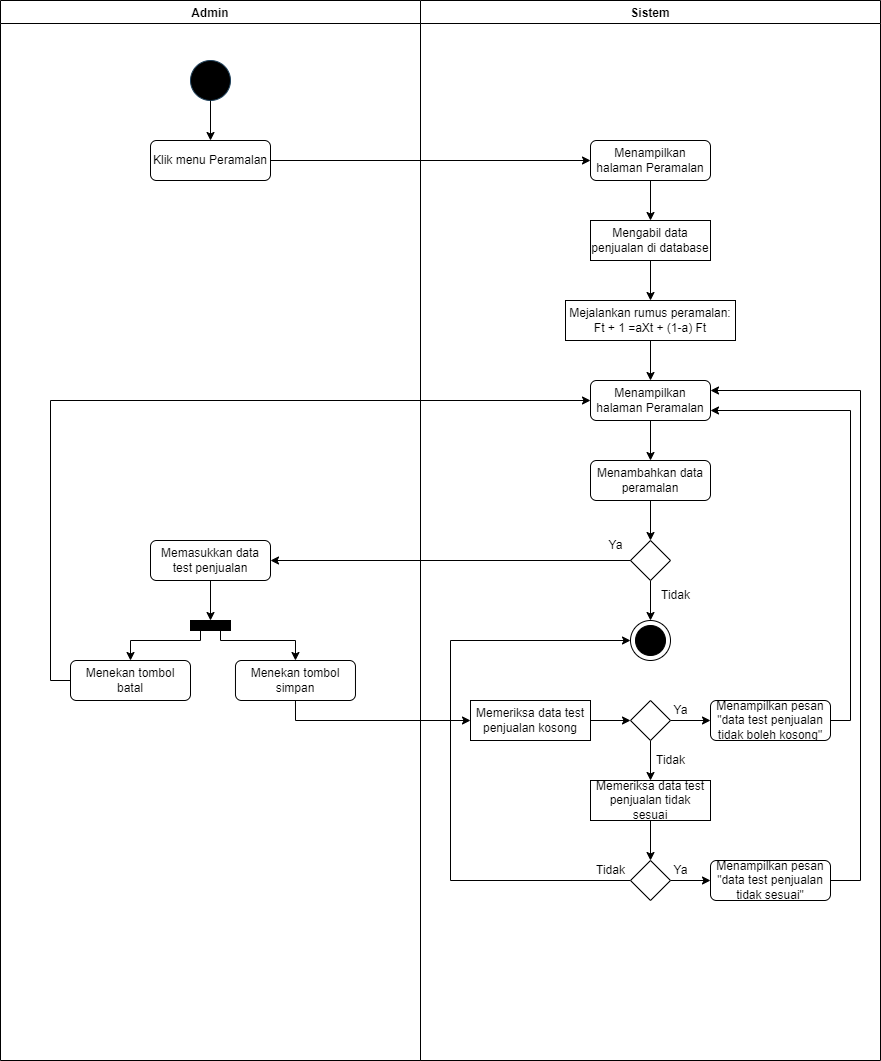 Admin
Sistem
Klik menu Peramalan
Menampilkan
halaman Peramalan
Mengabil data
penjualan di database
Mejalankan rumus peramalan:
Ft + 1 =aXt + (1-a) Ft
Menampilkan
halaman Peramalan
Menambahkan data
peramalan
Ya
Memasukkan data
test penjualan
Tidak
Menekan tombol
batal
Menekan tombol
simpan
Memeriksa data test
penjualan kosong
Ya
Menampilkan pesan
"data test penjualan
tidak boleh kosong"
Tidak
Memeriksa data test
penjualan tidak
sesuai
Tidak
Ya
Menampilkan pesan
"data test penjualan
tidak sesuai"